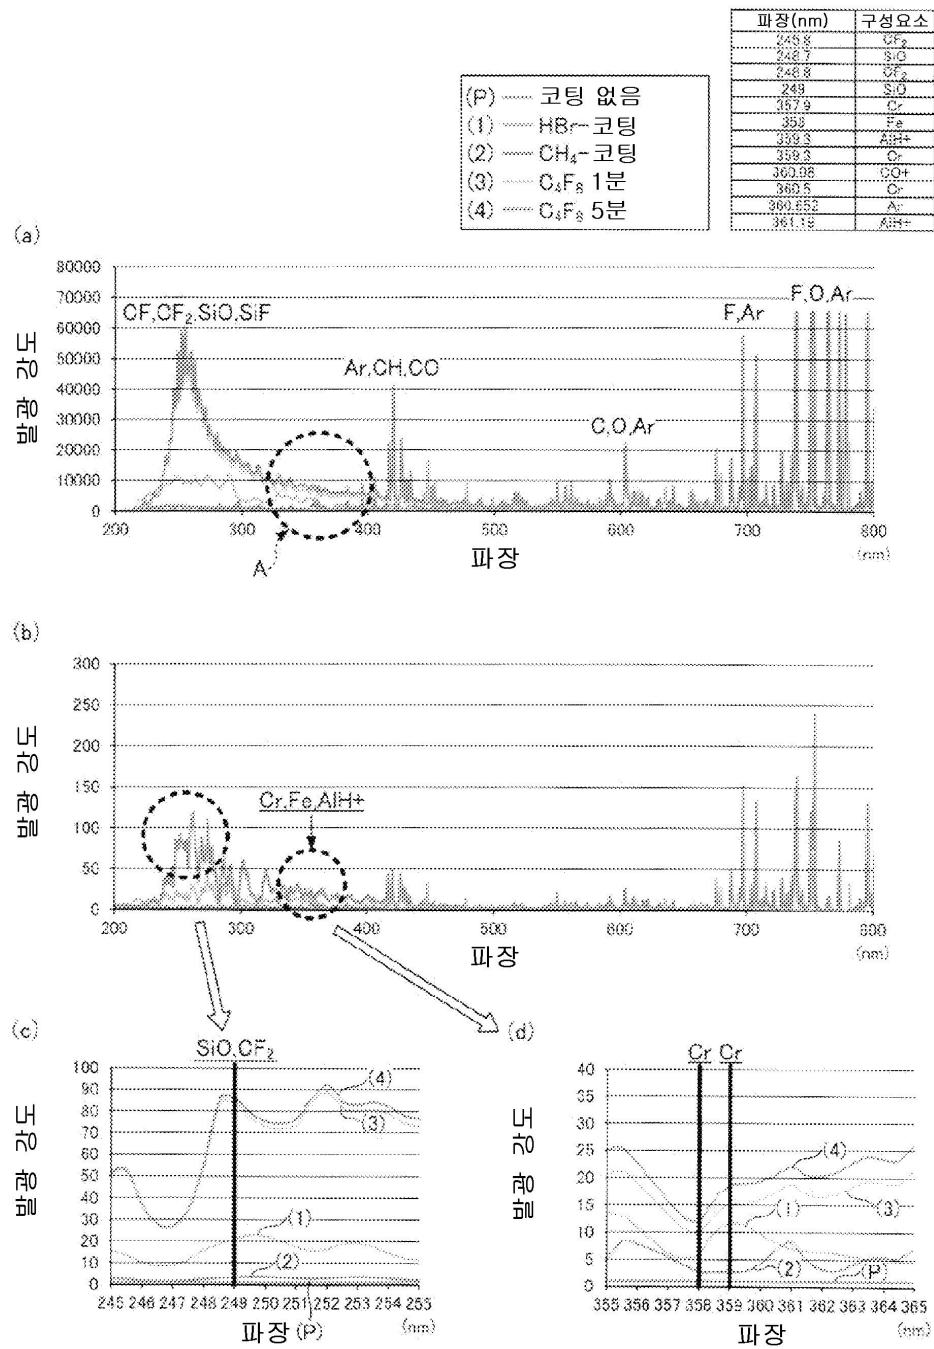 파장(nm) 구성요소
245.8 CF₂
248.7 SiO
248.8 CF₂
249 SiO
357.9 Cr
358 Fe
359.3 AlH+
359.3 Cr
360.08 CO+
360.5 Cr
360.652 Ar
361.18 AlH+
(P) 코팅 없음
(1) HBr-코팅
(2) CH₄-코팅
(3) C₄F₈ 1분
(4) C₄F₈ 5분
(a)
80000
70000
60000
50000
40000
30000
20000
10000
0
발광 강도
CF,CF₂,SiO,SiF
Ar,CH,CO
C,O,Ar
F,Ar
F,O,Ar
200 300 400 500 600 700 800
A
파장
(nm)
(b)
300
250
200
150
100
50
0
발광 강도
Cr,Fe,AlH+
200 300 400 500 600 700 800
파장
(nm)
(c)
SiO,CF₂
100
90
80
70
60
50
40
30
20
10
0
발광 강도
(4)
(3)
(1)
(2)
245 246 247 248 249 250 251 252 253 254 255
파장 (P)
(nm)
(d)
Cr Cr
40
35
30
25
20
15
10
5
0
발광 강도
(4)
(1)
(3)
(2)
(P)
355 356 357 358 359 360 361 362 363 364 365
파장
(nm)